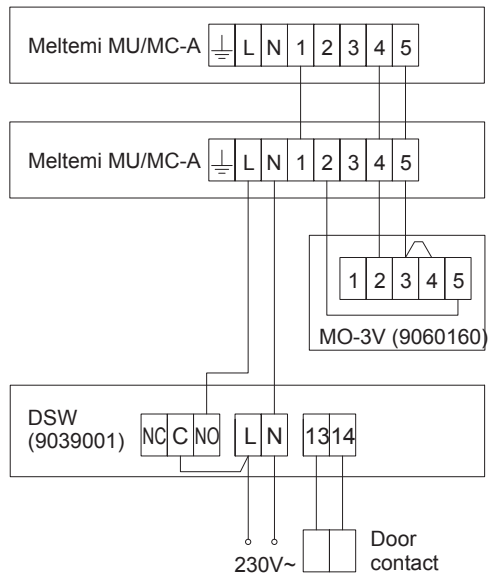 Meltemi MU/MC-A L N 1 2 3 4 5
Meltemi MU/MC-A L N 1 2 3 4 5
1 2 3 4 5
MO-3V (9060160)
DSW
(9039001)
NC C NO L N 13 14
230V~
Door
contact